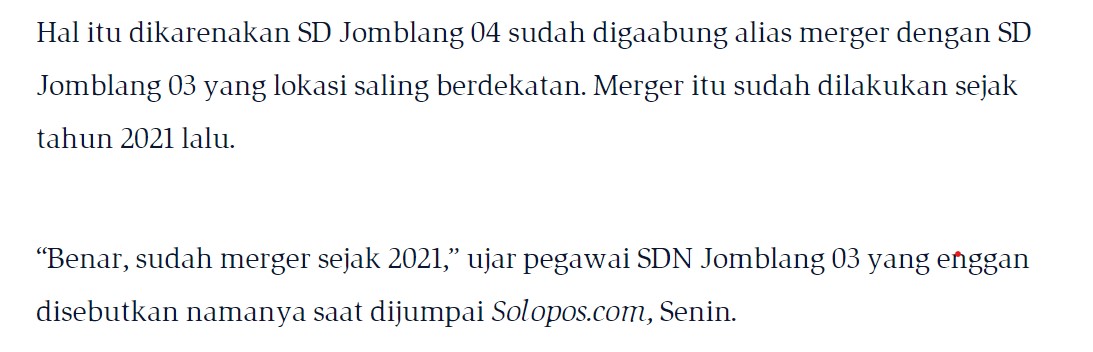 Hal itu dikarenakan SD Jomblang 04 sudah digaabung alias merger dengan SD
Jomblang 03 yang lokasi saling berdekatan. Merger itu sudah dilakukan sejak
tahun 2021 lalu.
“Benar, sudah merger sejak 2021,” ujar pegawai SDN Jomblang 03 yang enggan
disebutkan namanya saat dijumpai Solopos.com, Senin.